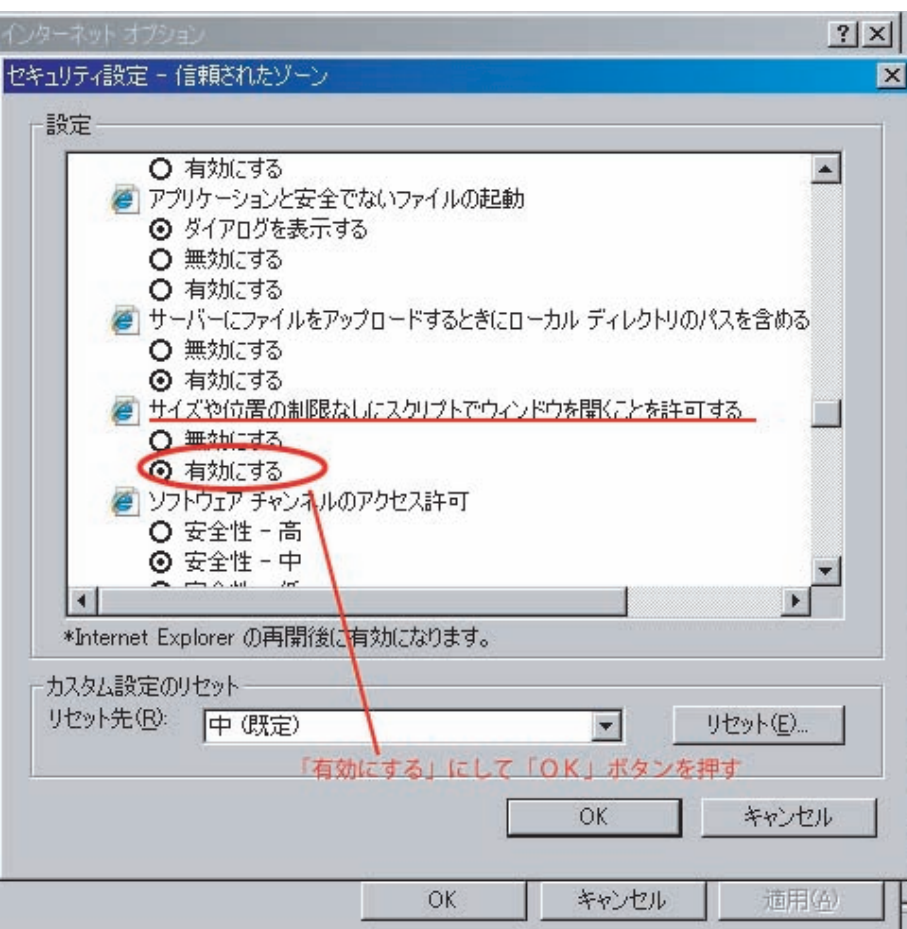 インターネット オプション
セキュリティ設定 - 信頼されたゾーン
設定
有効にする
アプリケーションと安全でないファイルの起動
ダイアログを表示する
無効にする
有効にする
サーバーにファイルをアップロードするときにローカル ディレクトリのパスを含める
無効にする
有効にする
サイズや位置の制限なしにスクリプトでウィンドウを開くことを許可する
無効にする
有効にする
ソフトウェア チャンネルのアクセス許可
安全性 - 高
安全性 - 中
*Internet Explorer の再開後に有効になります。
カスタム設定のリセット
リセット先(R):
中 (既定)
リセット(E)...
「有効にする」にして「OK」ボタンを押す
OK
キャンセル
OK
キャンセル
適用(A)